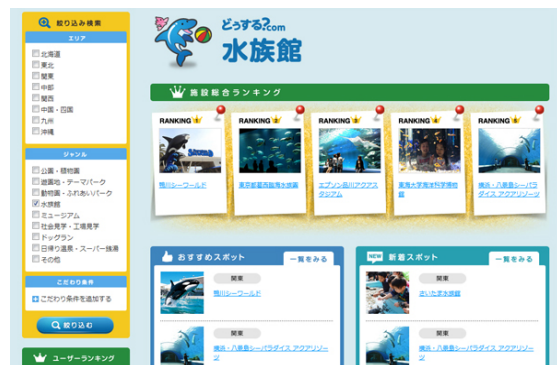 絞り込み検索
エリア
北海道
東北
関東
中部
関西
中国・四国
九州
沖縄
ジャンル
公園・植物園
遊園地・テーマパーク
動物園・ふれあいパーク
水族館
ミュージアム
社会見学・工場見学
ドッグラン
日帰り温泉・スーパー銭湯
その他
こだわり条件
こだわり条件を追加する
絞り込む
ユーザーランキング
どうする?.com
水族館
施設総合ランキング
RANKING 1
鴨川シーワールド
RANKING 2
東京都葛西臨海水族園
RANKING 3
エプソン品川アクアス
タジアム
RANKING
東海大学海洋科学博物
館
RANKING
横浜・八景島シーパラ
ダイス アクアリゾーツ
おすすめスポット
一覧をみる
関東
鴨川シーワールド
関東
横浜・八景島シーパラダイス アクアリゾー
ツ
NEW 新着スポット
一覧をみる
関東
さいたま水族館
関東
横浜・八景島シーパラダイス アクアリゾー
ツ